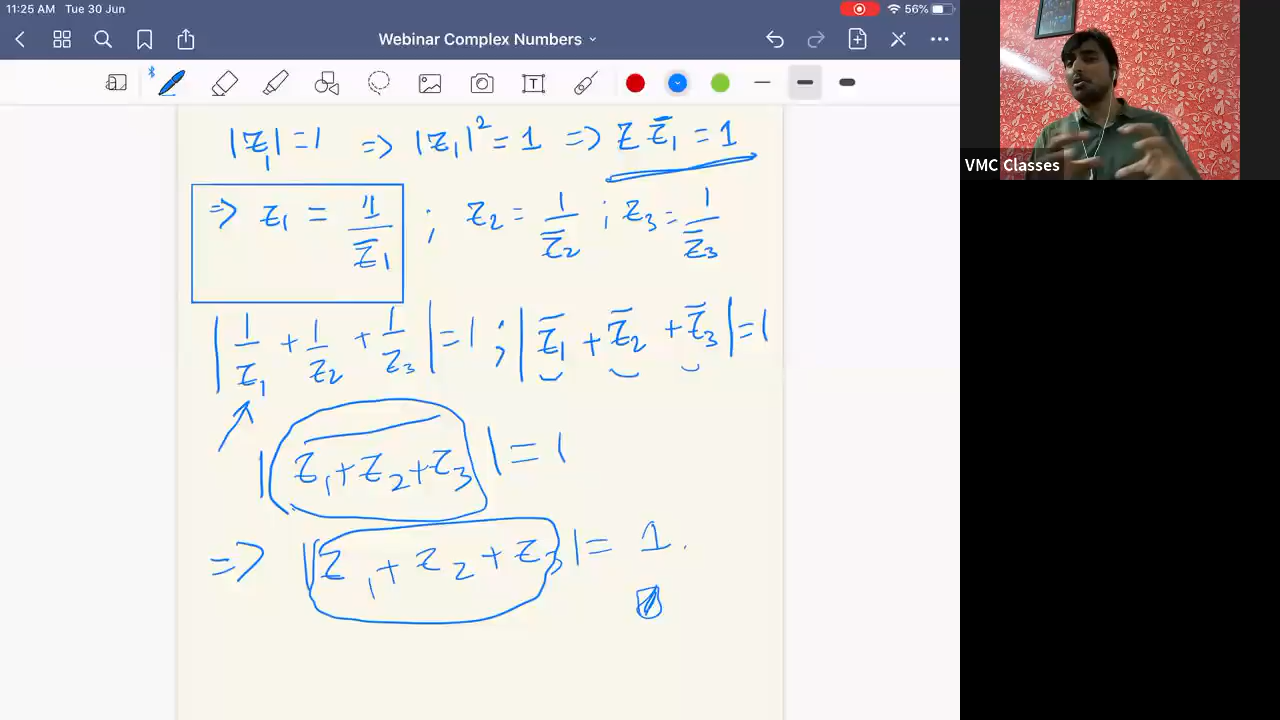 11:25 AM Tue 30 Jun
56%
Webinar Complex Numbers
T
|z₁| = 1 => |z₁|² = 1 => z z̄₁ = 1
=> z₁ = 1/z̄₁ ; z₂ = 1/z̄₂ ; z₃ = 1/z̄₃
|1/z₁ + 1/z₂ + 1/z₃| = 1 ; |z̄₁ + z̄₂ + z̄₃| = 1
|\overline{z₁+z₂+z₃}| = 1
=> |z₁ + z₂ + z₃| = 1.
VMC Classes